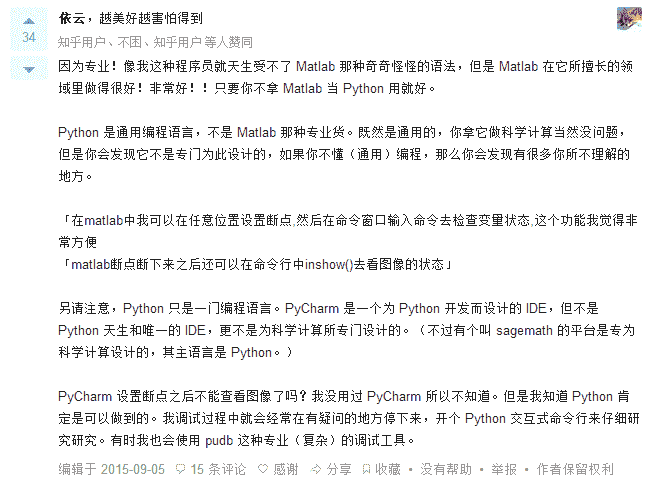 依云，越美好越害怕得到
34
知乎用户、不困、知乎用户 等人赞同
因为专业！像我这种程序员就天生受不了 Matlab 那种奇奇怪怪的语法，但是 Matlab 在它所擅长的领
域里做得很好！非常好！！只要你不拿 Matlab 当 Python 用就好。
Python 是通用编程语言，不是 Matlab 那种专业货。既然是通用的，你拿它做科学计算当然没问题，
但是你会发现它不是专门为此设计的，如果你不懂（通用）编程，那么你会发现有很多你所不理解的
地方。
「在matlab中我可以在任意位置设置断点,然后在命令窗口输入命令去检查变量状态,这个功能我觉得非
常方便
「matlab断点断下来之后还可以在命令行中inshow()去看图像的状态」
另请注意，Python 只是一门编程语言。PyCharm 是一个为 Python 开发而设计的 IDE，但不是
Python 天生和唯一的 IDE，更不是为科学计算所专门设计的。（不过有个叫 sagemath 的平台是专为
科学计算设计的，其主语言是 Python。）
PyCharm 设置断点之后不能查看图像了吗？我没用过 PyCharm 所以不知道。但是我知道 Python 肯
定是可以做到的。我调试过程中就会经常在有疑问的地方停下来，开个 Python 交互式命令行来仔细研
究研究。有时我也会使用 pudb 这种专业（复杂）的调试工具。
编辑于 2015-09-05 15 条评论 感谢 分享 收藏 • 没有帮助 • 举报 • 作者保留权利